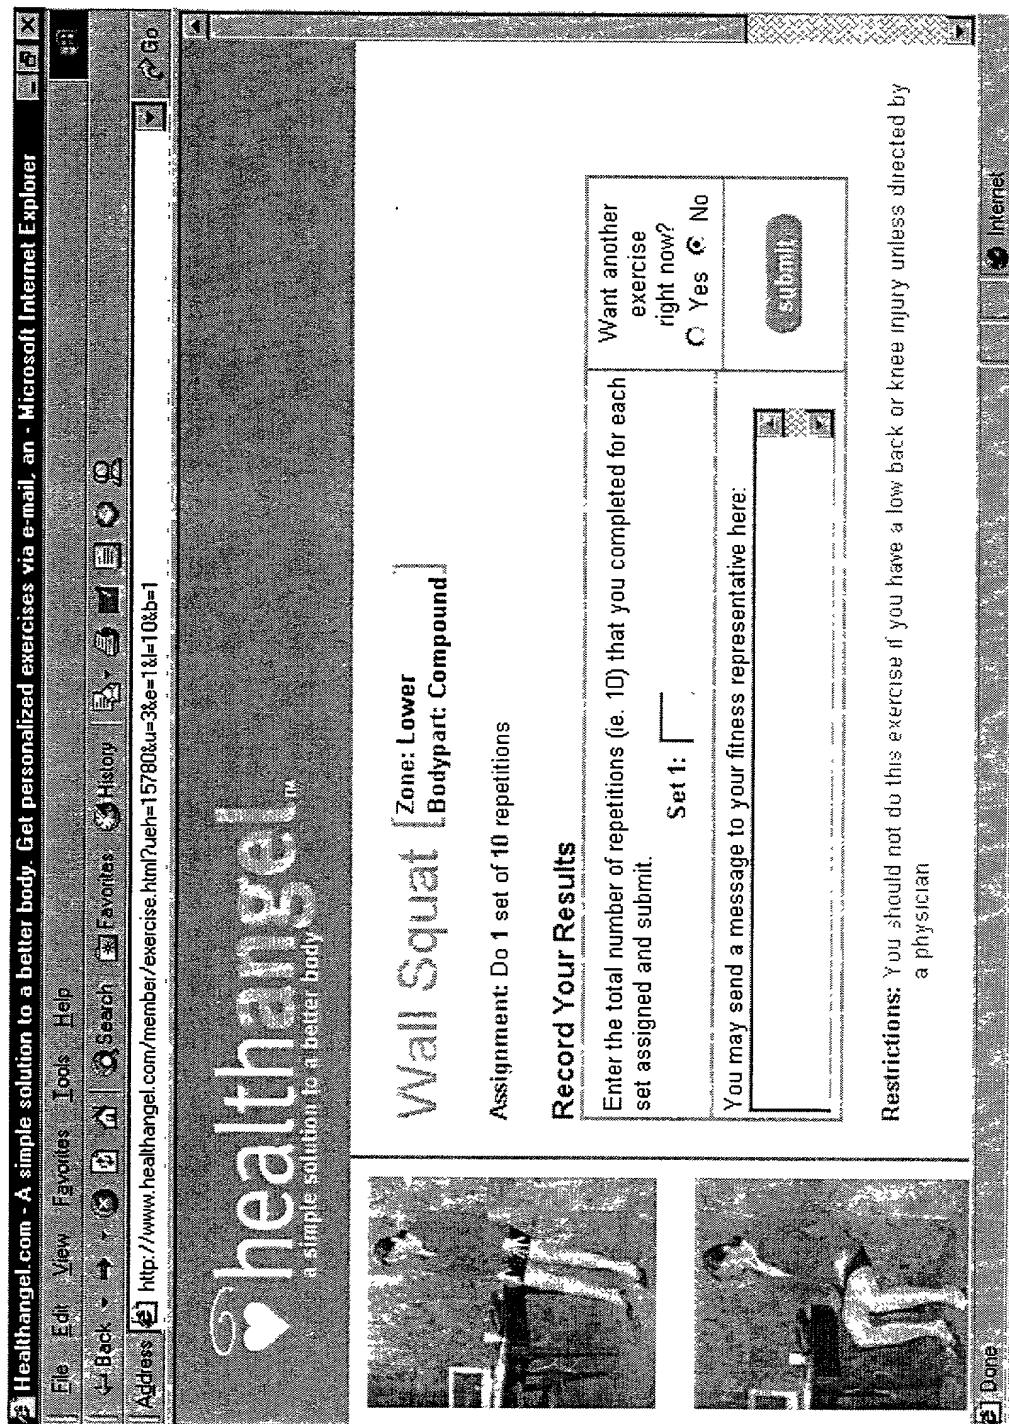 Healthangel.com - A simple solution to a better body. Get personalized exercises via e-mail, an - Microsoft Internet Explorer
File Edit View Favorites Tools Help
Back Search Favorites History
Address http://www.healthangel.com/member/exercise.html?ueh=15780&u=3&e=1&l=10&b=1 Go
healthangel™
a simple solution to a better body
Wall Squat [Zone: Lower
Bodypart: Compound]
Assignment: Do 1 set of 10 repetitions
Record Your Results
Enter the total number of repetitions (ie. 10) that you completed for each
set assigned and submit.
Set 1:
Want another
exercise
right now?
Yes No
You may send a message to your fitness representative here:
submit
Restrictions: You should not do this exercise if you have a low back or knee injury unless directed by
a physician
Done Internet